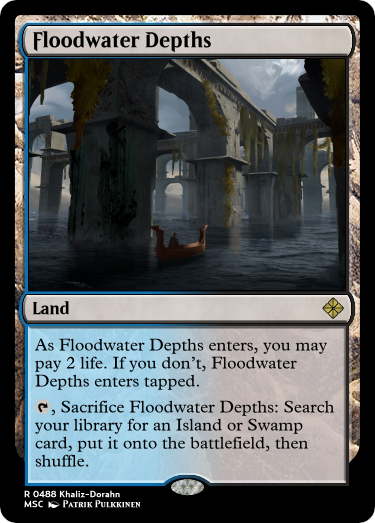 Floodwater Depths
Land
As Floodwater Depths enters, you may
pay 2 life. If you don't, Floodwater
Depths enters tapped.
, Sacrifice Floodwater Depths: Search
your library for an Island or Swamp
card, put it onto the battlefield, then
shuffle.
R 0488 Khaliz-Dorahn
MSC Patrik Pulkkinen